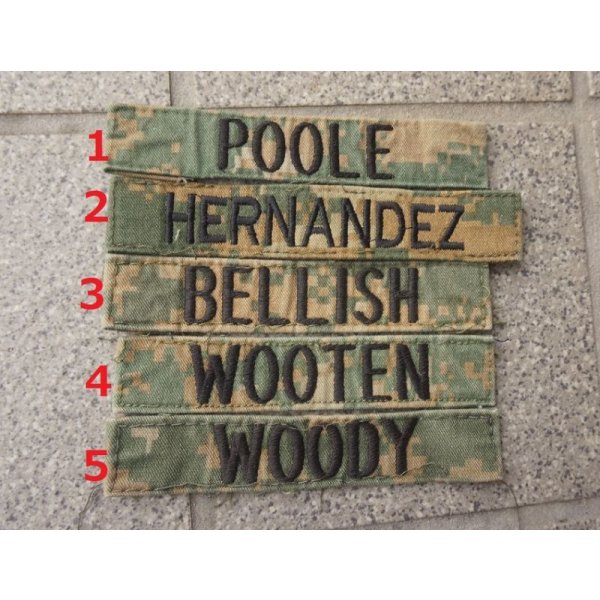 1 POOLE
2 HERNANDEZ
3 BELLISH
4 WOOTEN
5 WOODY